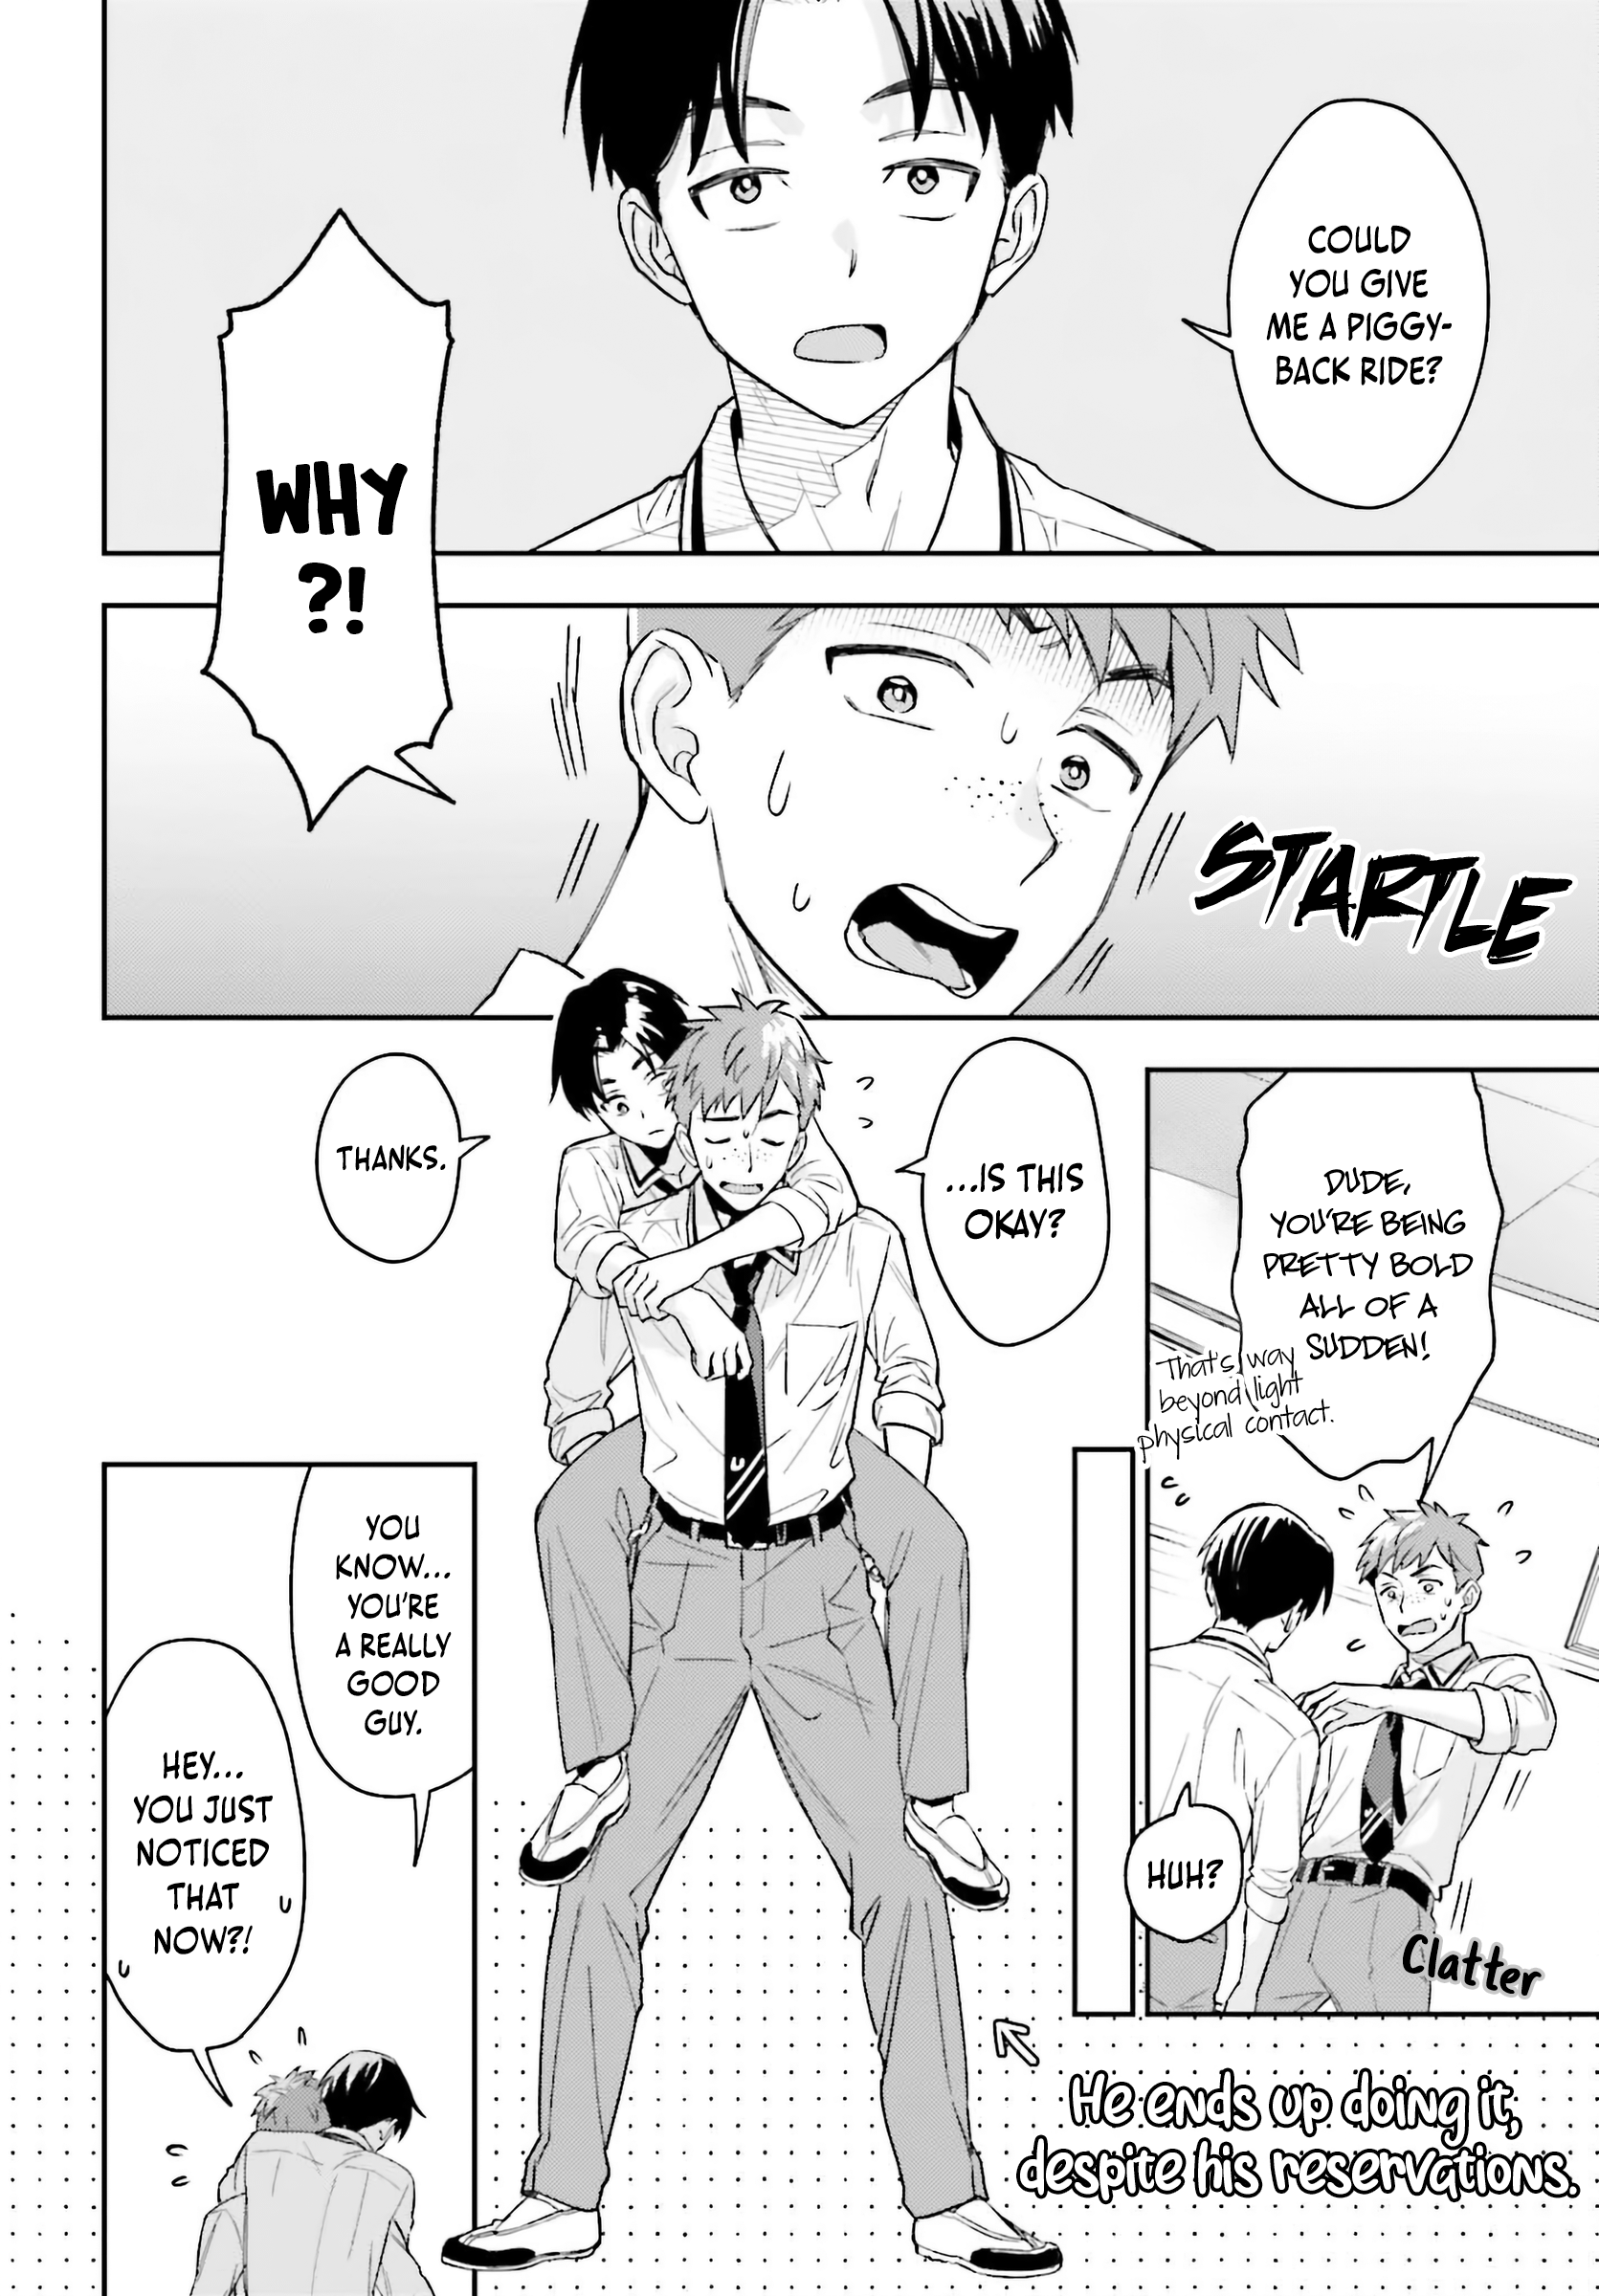 COULD
YOU GIVE
ME A PIGGY-
BACK RIDE?
WHY
?!
STARTLE
DUDE,
YOU'RE BEING
PRETTY BOLD
ALL OF A
SUDDEN!
That's way
beyond light
physical contact.
HUH?
Clatter
...IS THIS
OKAY?
THANKS.
He ends up doing it,
despite his reservations.
YOU
KNOW...
YOU'RE
A REALLY
GOOD
GUY.
HEY...
YOU JUST
NOTICED
THAT
NOW?!